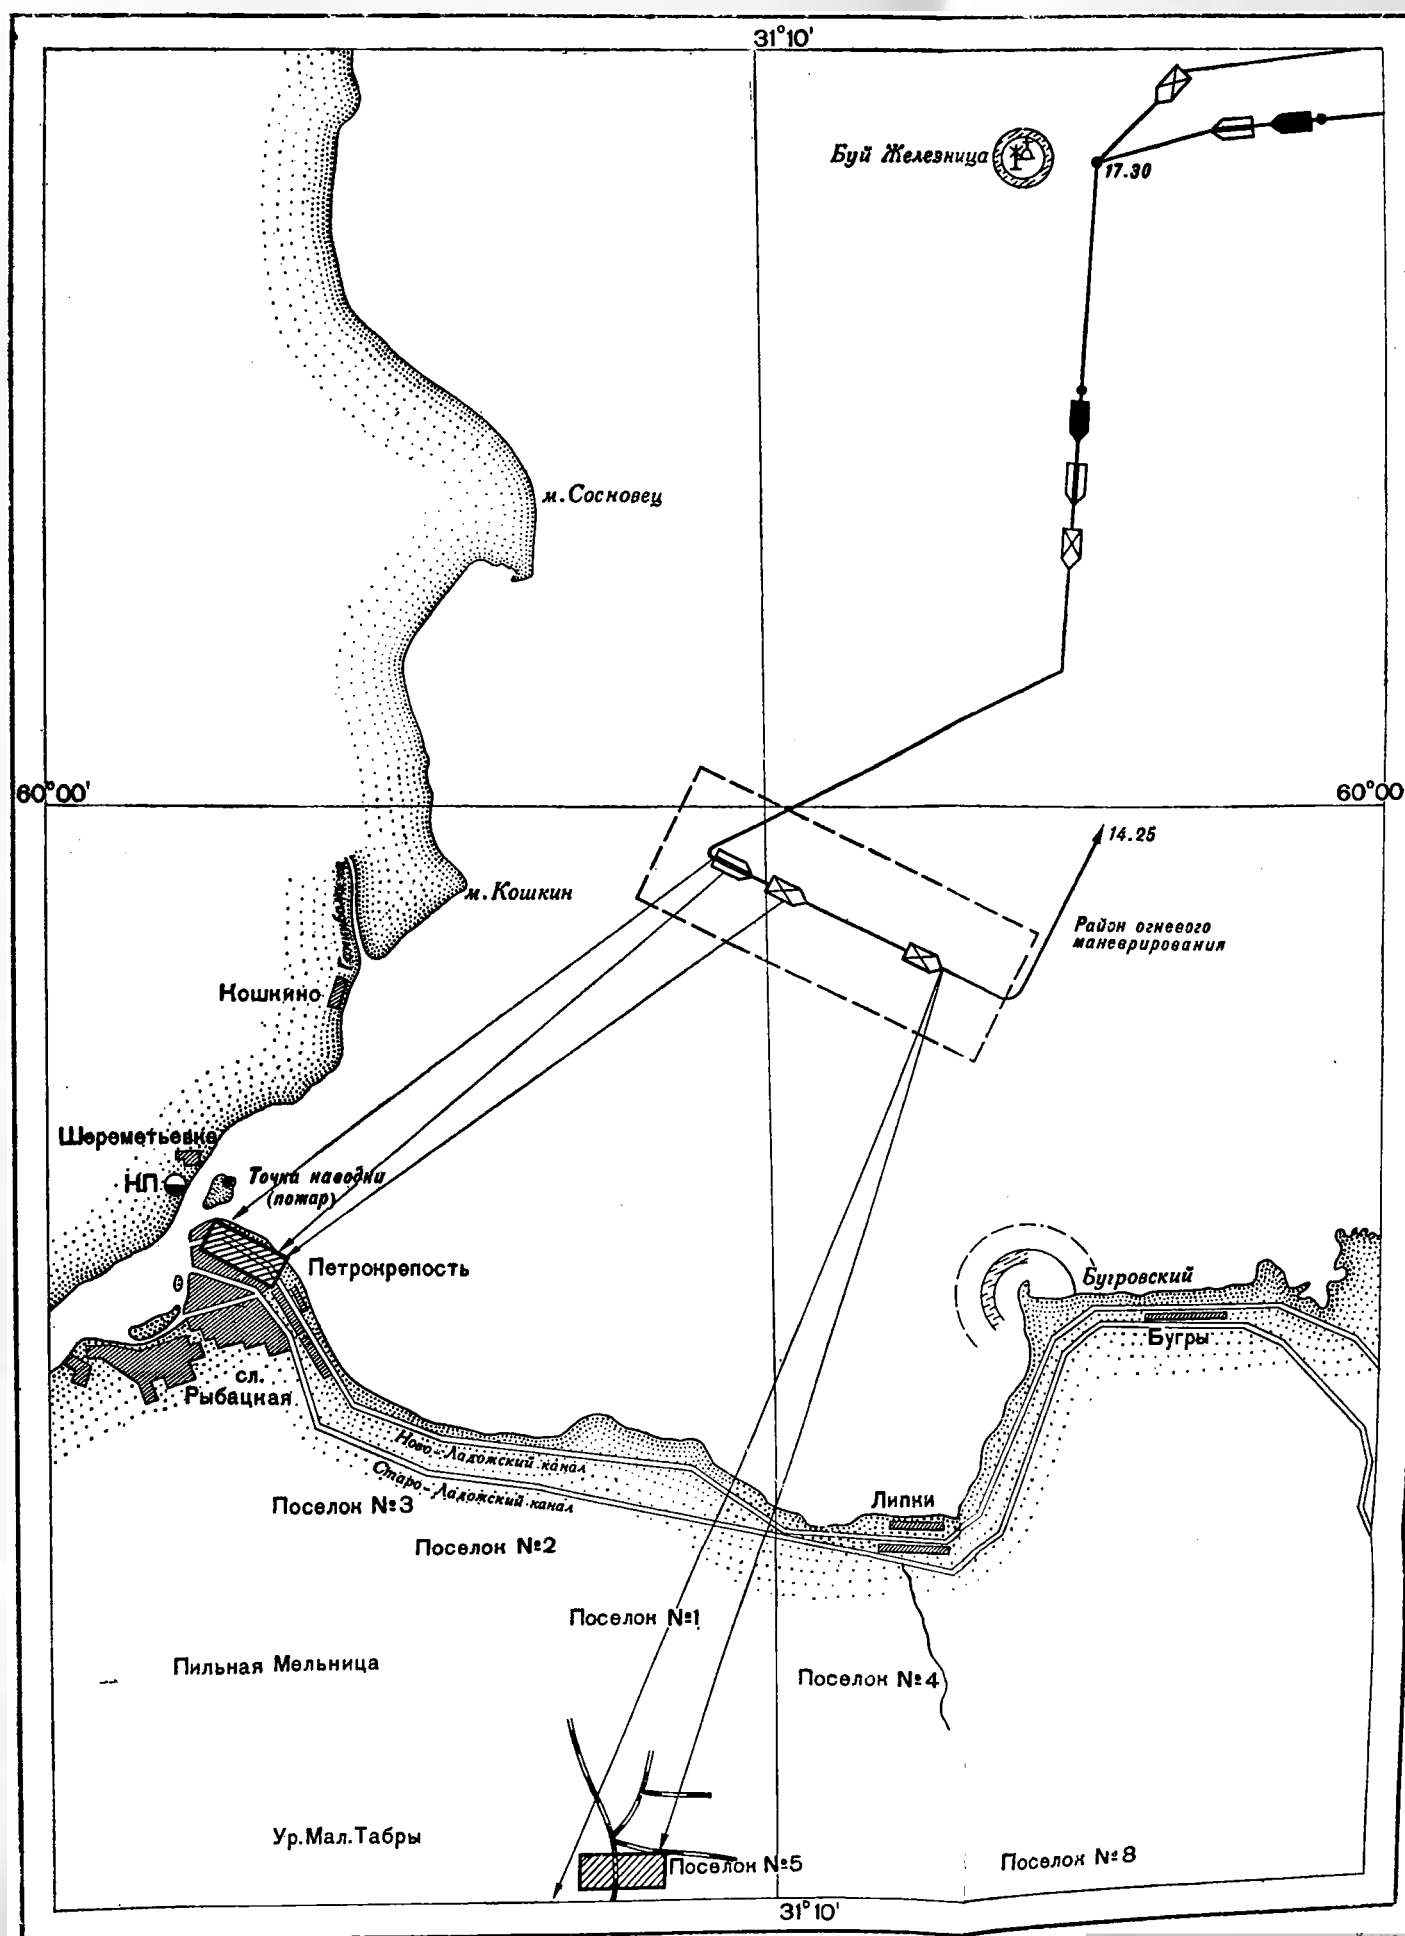 31°10'
Буй Железница
17.30
м.Сосновец
60°00'
60°00
14.25
Район огневого
маневрирования
м.Кошкин
Кошкино
Шереметьевка
НП
Точка наводки
(пожар)
Петрокрепость
Бугровский
Бугры
сл.
Рыбацкая
Ново-Ладожский канал
Старо-Ладожский канал
Липки
Поселок №3
Поселок №2
Поселок №1
Пильная Мельница
Поселок №4
Ур.Мал.Табры
Поселок №5
Поселок №8
31°10'